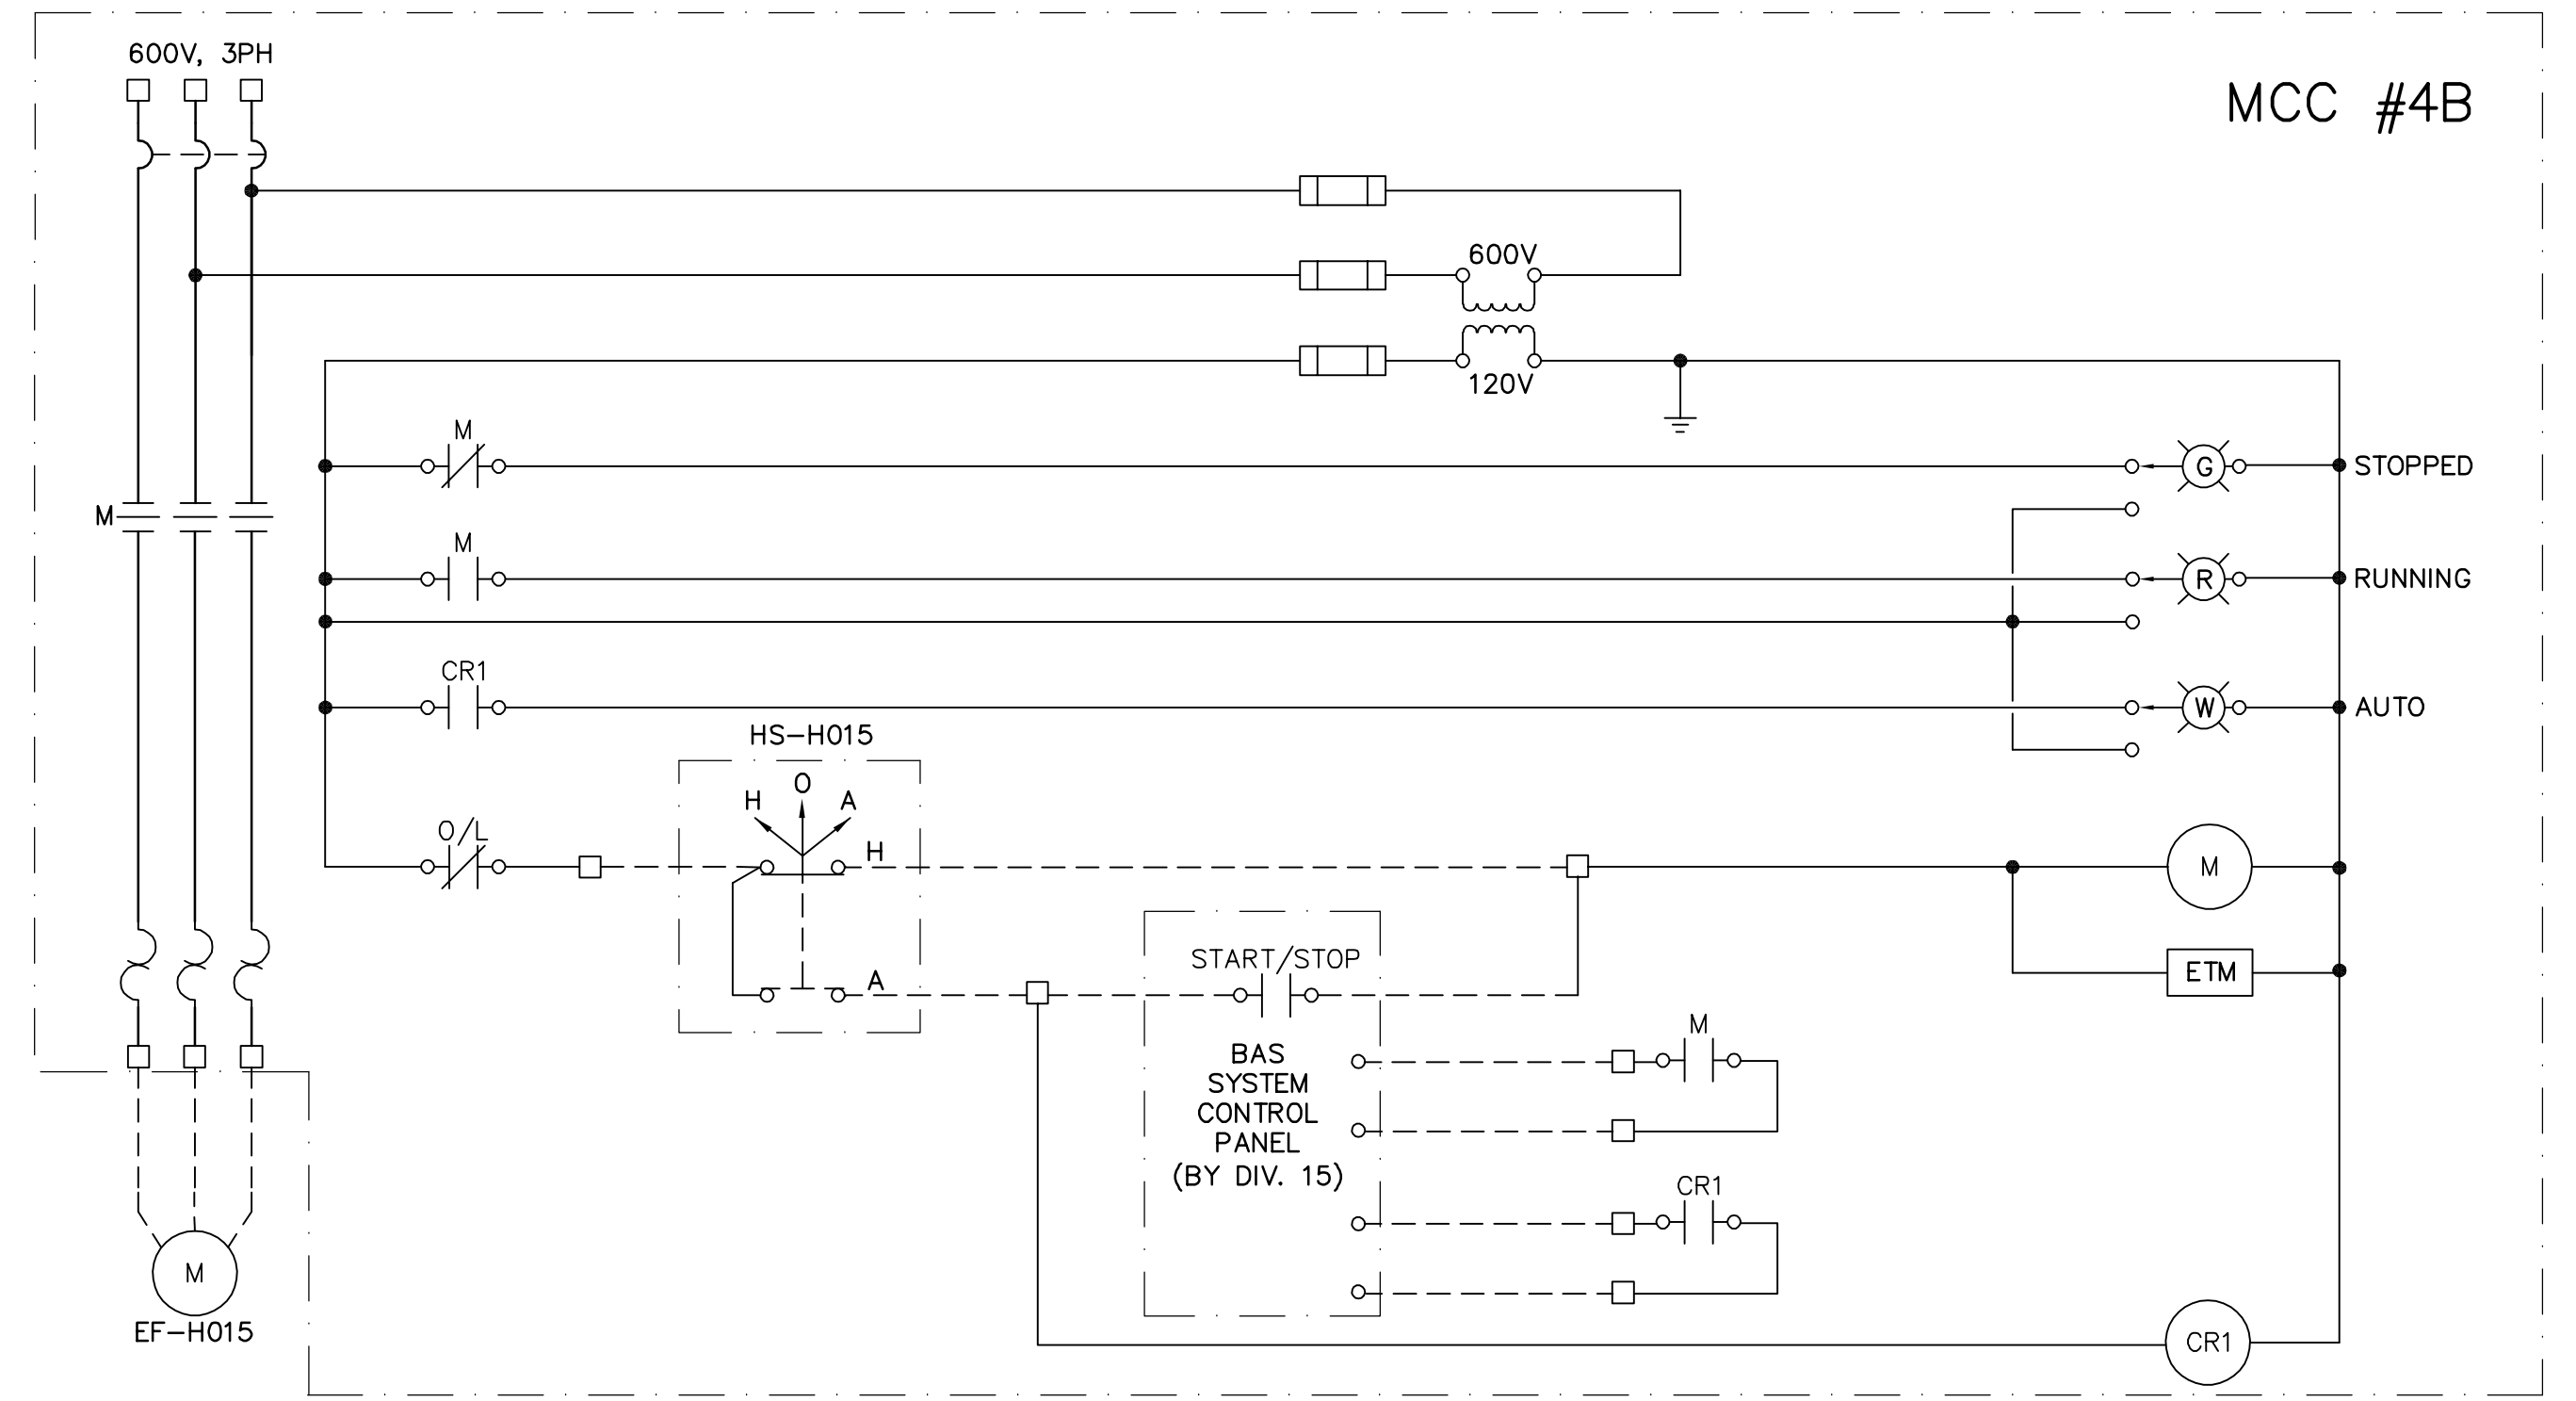 600V, 3PH
MCC #4B
600V
120V
M
G
STOPPED
M
M
R
RUNNING
CR1
W
AUTO
HS-H015
H
O
A
O/L
H
M
A
START/STOP
ETM
BAS
SYSTEM
CONTROL
PANEL
(BY DIV. 15)
M
CR1
M
EF-H015
CR1